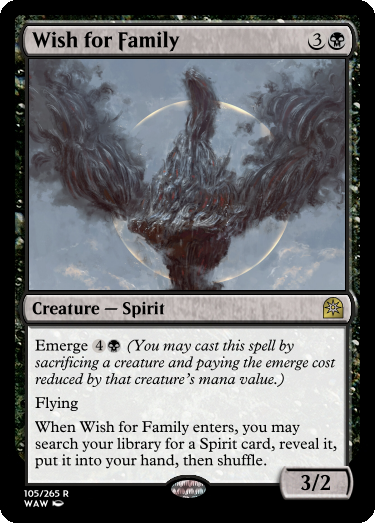 Wish for Family 3
Creature — Spirit
Emerge 4 (You may cast this spell by
sacrificing a creature and paying the emerge cost
reduced by that creature's mana value.)
Flying
When Wish for Family enters, you may
search your library for a Spirit card, reveal it,
put it into your hand, then shuffle.
3/2
105/265 R
WAW